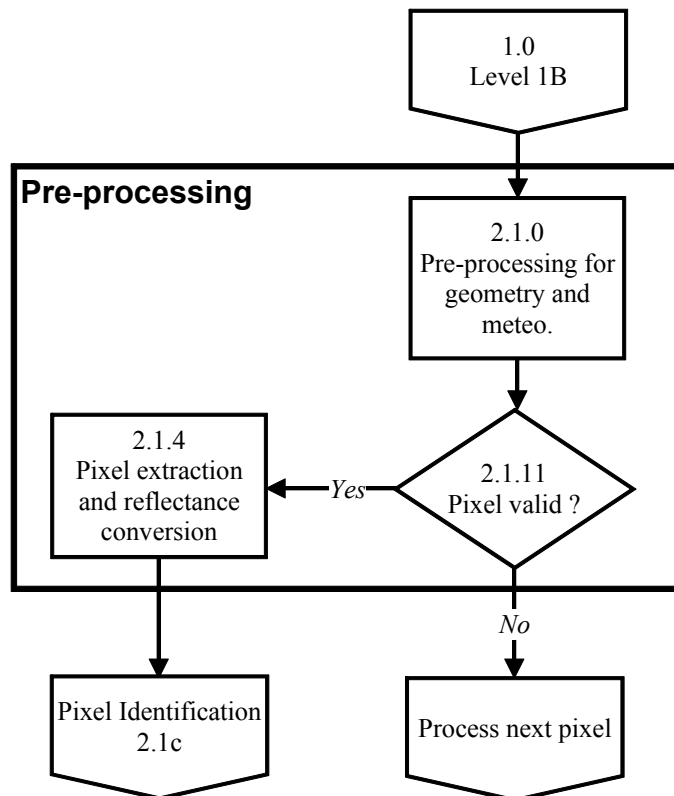 1.0
Level 1B
Pre-processing
2.1.0
Pre-processing for
geometry and
meteo.
2.1.4
Pixel extraction
and reflectance
conversion
Yes
2.1.11
Pixel valid ?
No
Pixel Identification
2.1c
Process next pixel